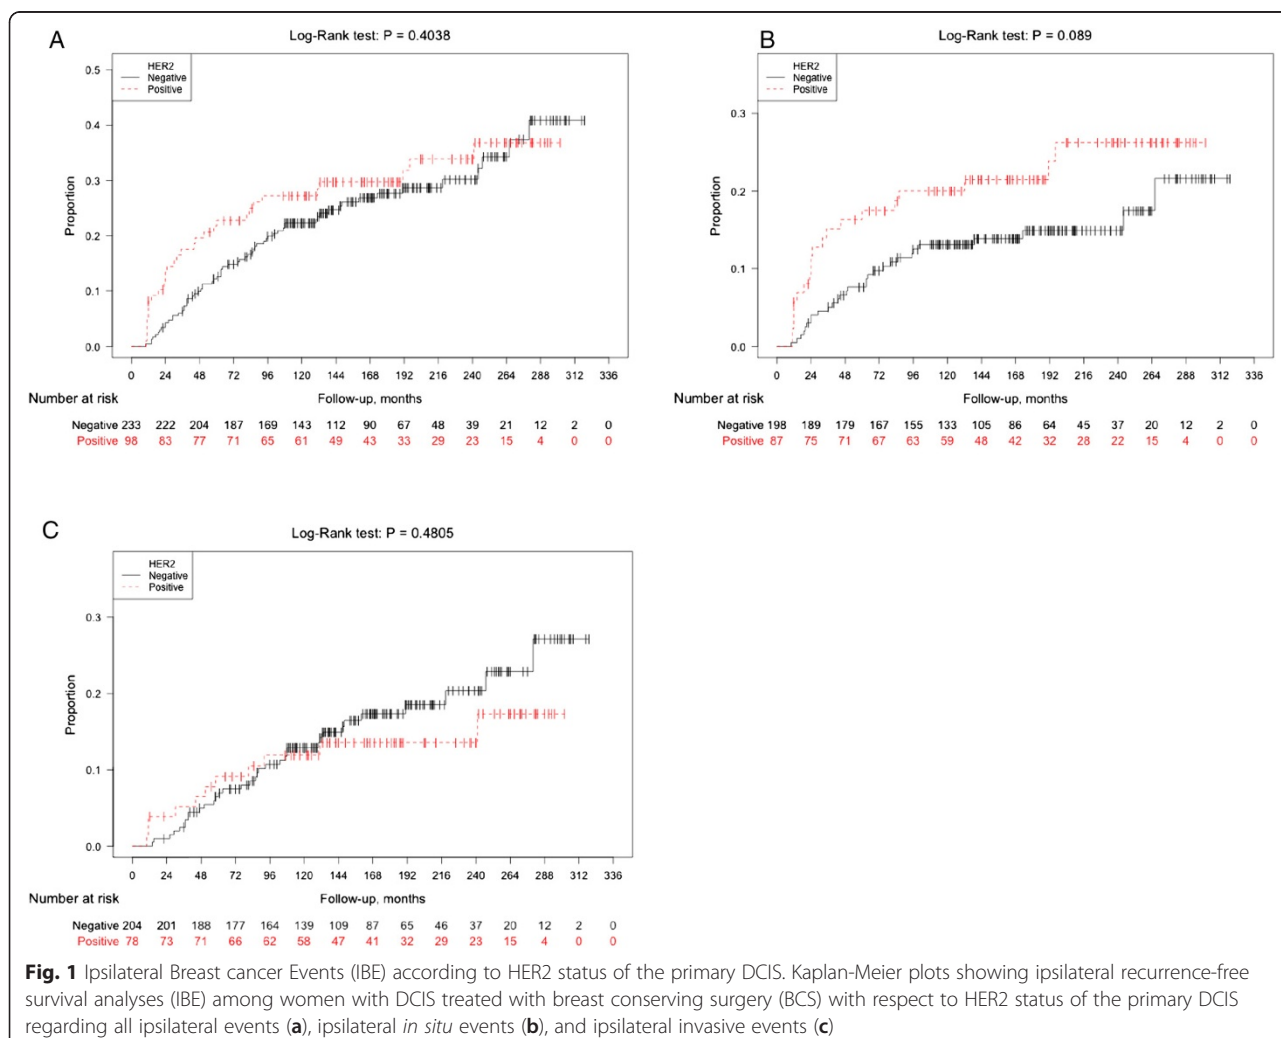 A
Log-Rank test: P = 0.4038
HER2
Negative
Positive
Proportion
0.5
0.4
0.3
0.2
0.1
0.0
0 24 48 72 96 120 144 168 192 216 240 264 288 312 336
Number at risk Follow-up, months
Negative 233 222 204 187 169 143 112 90 67 48 39 21 12 2 0
Positive 98 83 77 71 65 61 49 43 33 29 23 15 4 0 0
B
Log-Rank test: P = 0.089
HER2
Negative
Positive
Proportion
0.3
0.2
0.1
0.0
0 24 48 72 96 120 144 168 192 216 240 264 288 312 336
Number at risk Follow-up, months
Negative 198 189 179 167 155 133 105 86 64 45 37 20 12 2 0
Positive 87 75 71 67 63 59 48 42 32 28 22 15 4 0 0
C
Log-Rank test: P = 0.4805
HER2
Negative
Positive
Proportion
0.3
0.2
0.1
0.0
0 24 48 72 96 120 144 168 192 216 240 264 288 312 336
Number at risk Follow-up, months
Negative 204 201 188 177 164 139 109 87 65 46 37 20 12 2 0
Positive 78 73 71 66 62 58 47 41 32 29 23 15 4 0 0
Fig. 1 Ipsilateral Breast cancer Events (IBE) according to HER2 status of the primary DCIS. Kaplan-Meier plots showing ipsilateral recurrence-free
survival analyses (IBE) among women with DCIS treated with breast conserving surgery (BCS) with respect to HER2 status of the primary DCIS
regarding all ipsilateral events (a), ipsilateral in situ events (b), and ipsilateral invasive events (c)